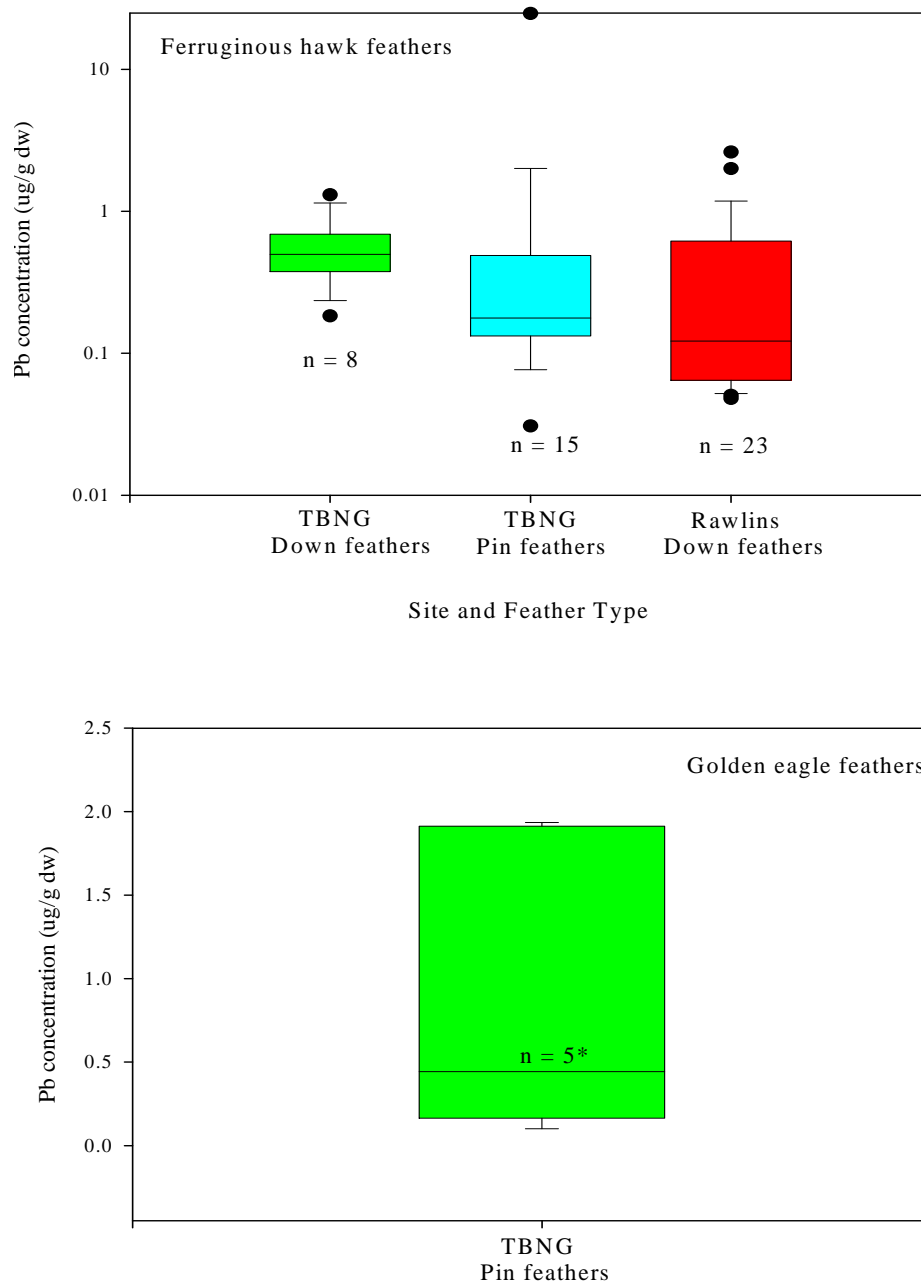 Ferruginous hawk feathers
Pb concentration (ug/g dw)
10
1
0.1
0.01
n = 8
n = 15
n = 23
TBNG
Down feathers
TBNG
Pin feathers
Rawlins
Down feathers
Site and Feather Type
Golden eagle feathers
Pb concentration (ug/g dw)
2.5
2.0
1.5
1.0
0.5
0.0
n = 5*
TBNG
Pin feathers